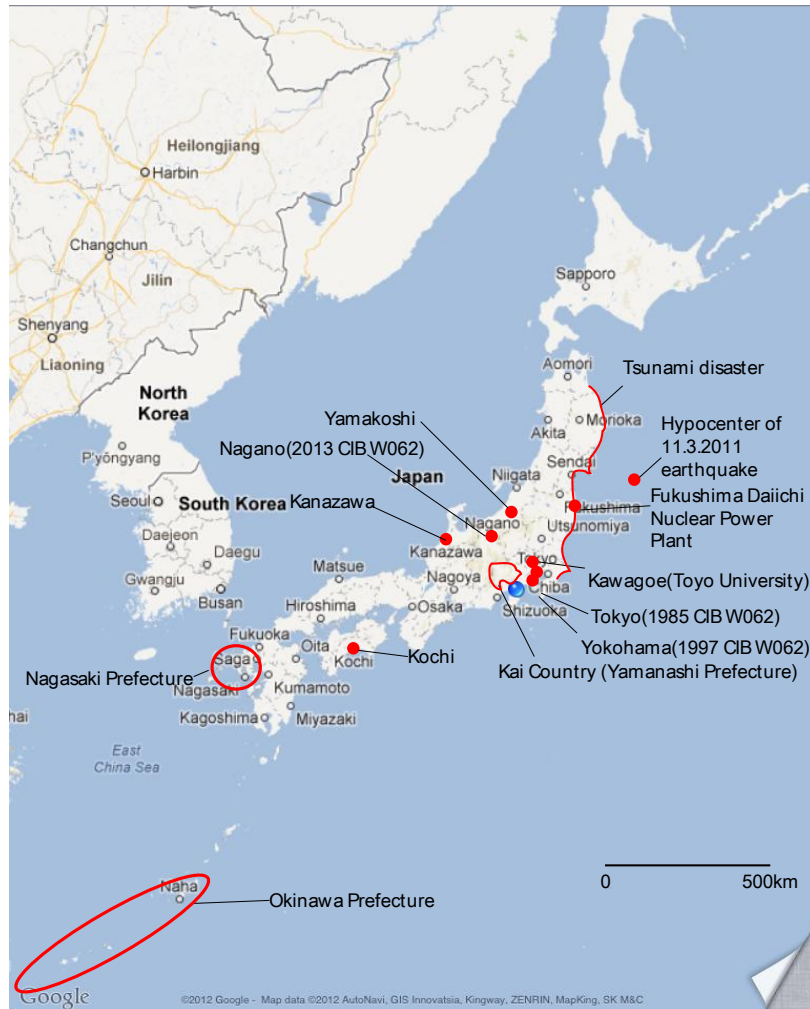 Heilongjiang
Harbin
Changchun
Jilin
Sapporo
Shenyang
Liaoning
Aomori
Tsunami disaster
North
Korea
Yamakoshi
Morioka
Akita
Hypocenter of
11.3.2011
earthquake
Nagano(2013 CIB W062)
P'yŏngyang
Japan
Sendai
Niigata
Seoul
South Korea
Kanazawa
Fukushima
Fukushima Daiichi
Nuclear Power
Plant
Nagano
Utsunomiya
Daejeon
Kanazawa
Daegu
Tokyo
Matsue
Gwangju
Nagoya
Chiba
Kawagoe(Toyo University)
Busan
Osaka
Shizuoka
Hiroshima
Tokyo(1985 CIB W062)
Fukuoka
Oita
Yokohama(1997 CIB W062)
Saga
Kochi
Kochi
Kai Country (Yamanashi Prefecture)
Nagasaki Prefecture
Nagasaki
Kumamoto
Kagoshima
Miyazaki
hai
East
China Sea
0
500km
Naha
Okinawa Prefecture
Google
©2012 Google - Map data ©2012 AutoNavi, GIS Innovatsia, Kingway, ZENRIN, MapKing, SK M&C